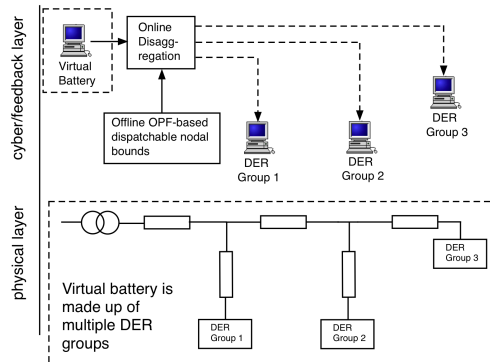 cyber/feedback layer
Virtual
Battery
Online
Disagg-
regation
Offline OPF-based
dispatchable nodal
bounds
DER
Group 1
DER
Group 2
DER
Group 3
physical layer
DER
Group 3
Virtual battery is
made up of
multiple DER
groups
DER
Group 1
DER
Group 2